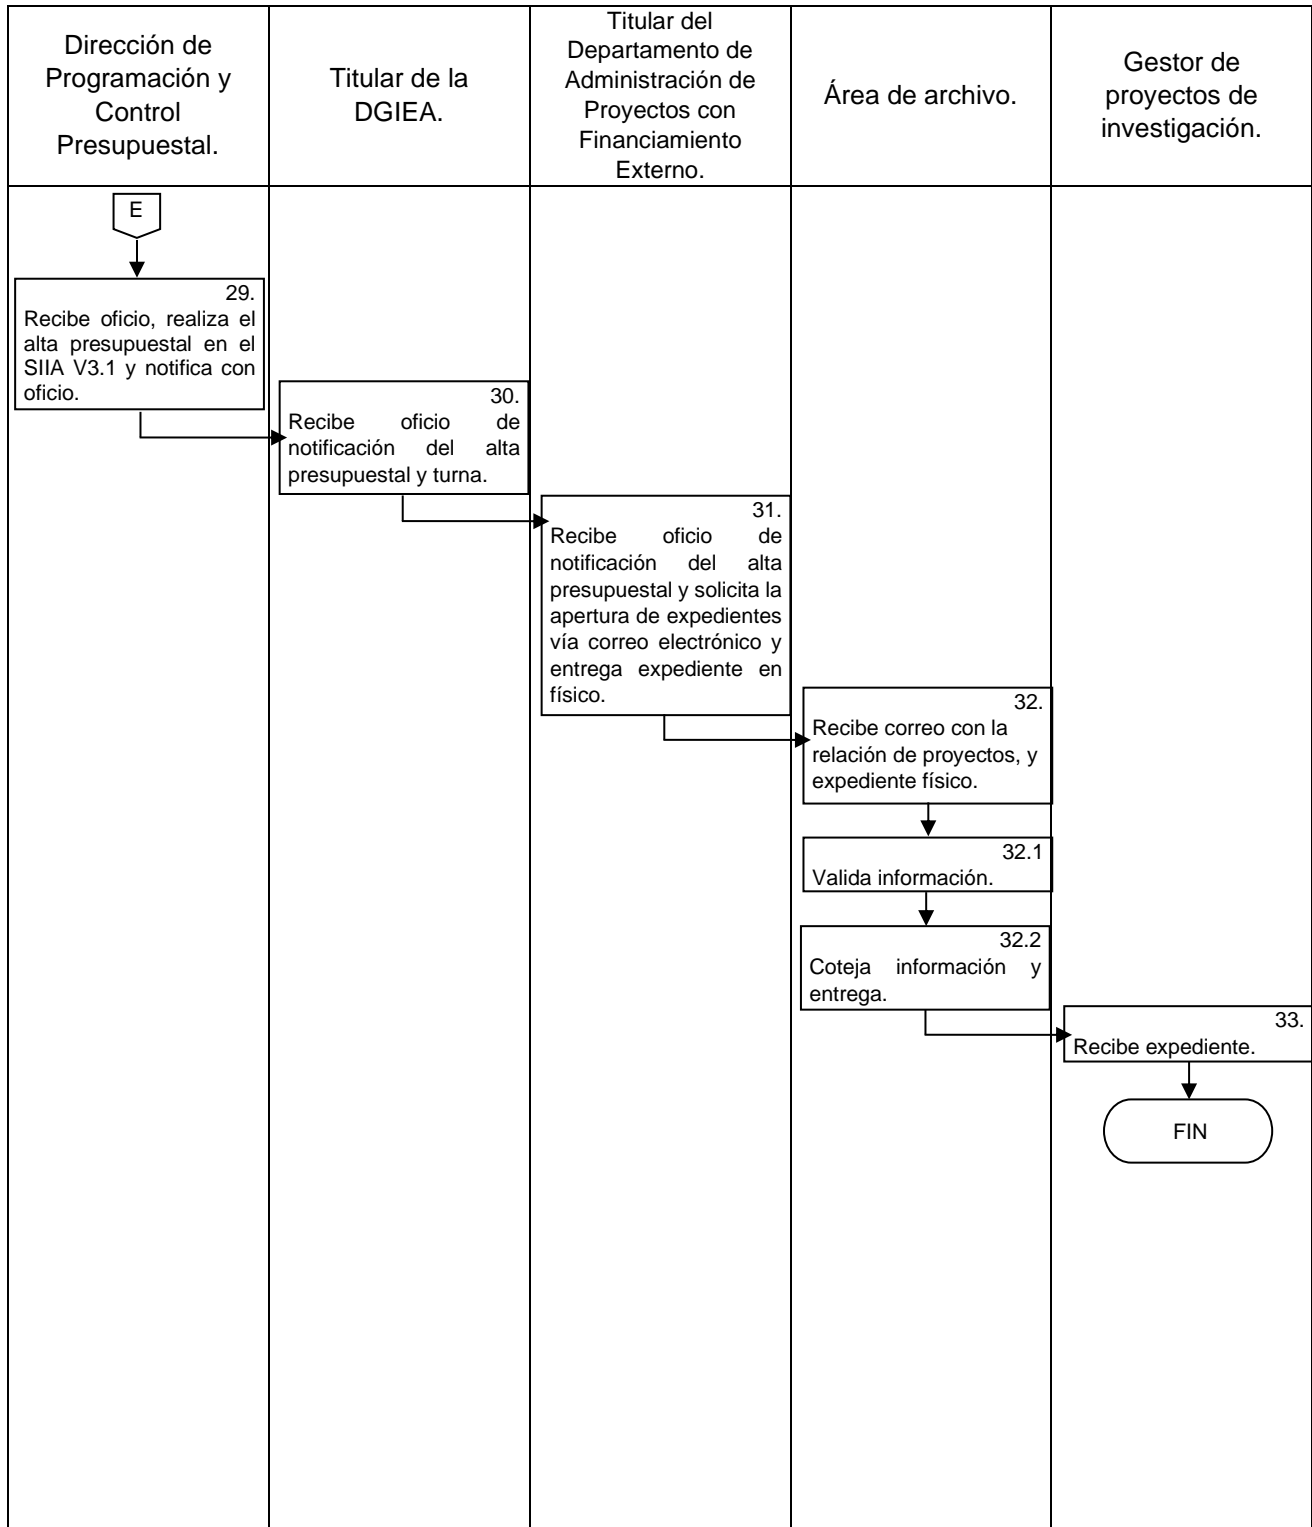 Dirección de
Programación y
Control
Presupuestal.
Titular de la
DGIEA.
Titular del
Departamento de
Administración de
Proyectos con
Financiamiento
Externo.
Área de archivo.
Gestor de
proyectos de
investigación.
E
29.
Recibe oficio, realiza el
alta presupuestal en el
SIIA V3.1 y notifica con
oficio.
30.
Recibe oficio de
notificación del alta
presupuestal y turna.
31.
Recibe oficio de
notificación del alta
presupuestal y solicita la
apertura de expedientes
vía correo electrónico y
entrega expediente en
físico.
32.
Recibe correo con la
relación de proyectos, y
expediente físico.
32.1
Valida información.
32.2
Coteja información y
entrega.
33.
Recibe expediente.
FIN